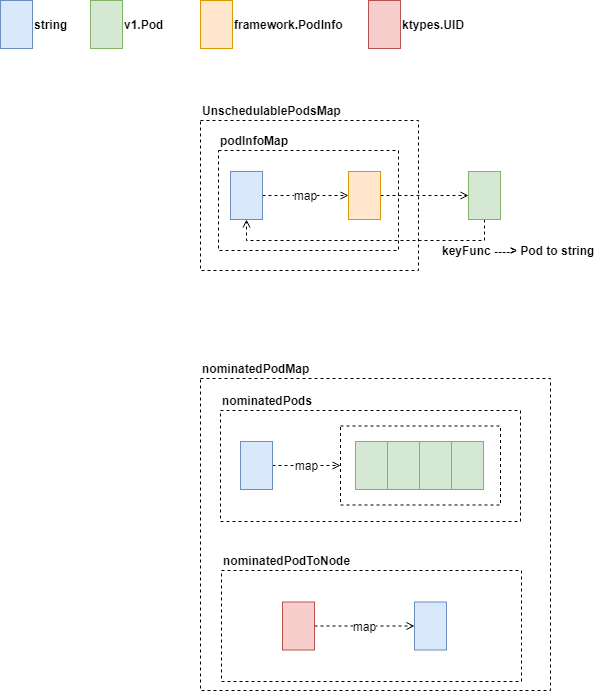 string
v1.Pod
framework.PodInfo
ktypes.UID
UnschedulablePodsMap
podInfoMap
map
keyFunc ----> Pod to string
nominatedPodMap
nominatedPods
map
nominatedPodToNode
map